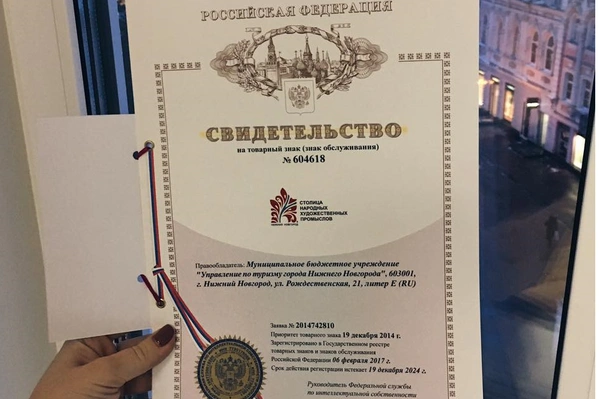 РОССИЙСКАЯ ФЕДЕРАЦИЯ
СВИДЕТЕЛЬСТВО
на товарный знак (знак обслуживания)
№ 604618
СТОЛИЦА
НАРОДНЫХ
ХУДОЖЕСТВЕННЫХ
ПРОМЫСЛОВ
НИЖНИЙ НОВГОРОД
Правообладатель: Муниципальное бюджетное учреждение
"Управление по туризму города Нижнего Новгорода", 603001,
г. Нижний Новгород, ул. Рождественская, 21, литер Е (RU)
Заявка № 2014742810
Приоритет товарного знака 19 декабря 2014 г.
Зарегистрировано в Государственном реестре
товарных знаков и знаков обслуживания
Российской Федерации 06 февраля 2017 г.
Срок действия регистрации истекает 19 декабря 2024 г.
Руководитель Федеральной службы
по интеллектуальной собственности